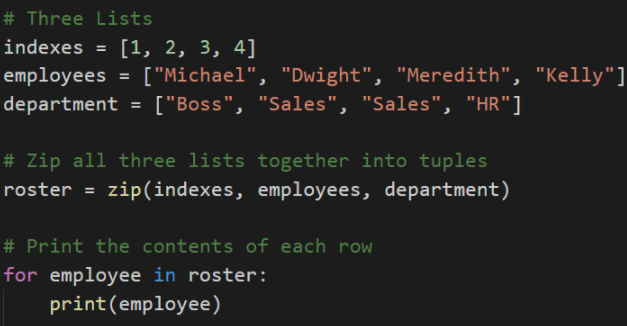 # Three Lists
indexes = [1, 2, 3, 4]
employees = ["Michael", "Dwight", "Meredith", "Kelly"]
department = ["Boss", "Sales", "Sales", "HR"]
# Zip all three lists together into tuples
roster = zip(indexes, employees, department)
# Print the contents of each row
for employee in roster:
    print(employee)